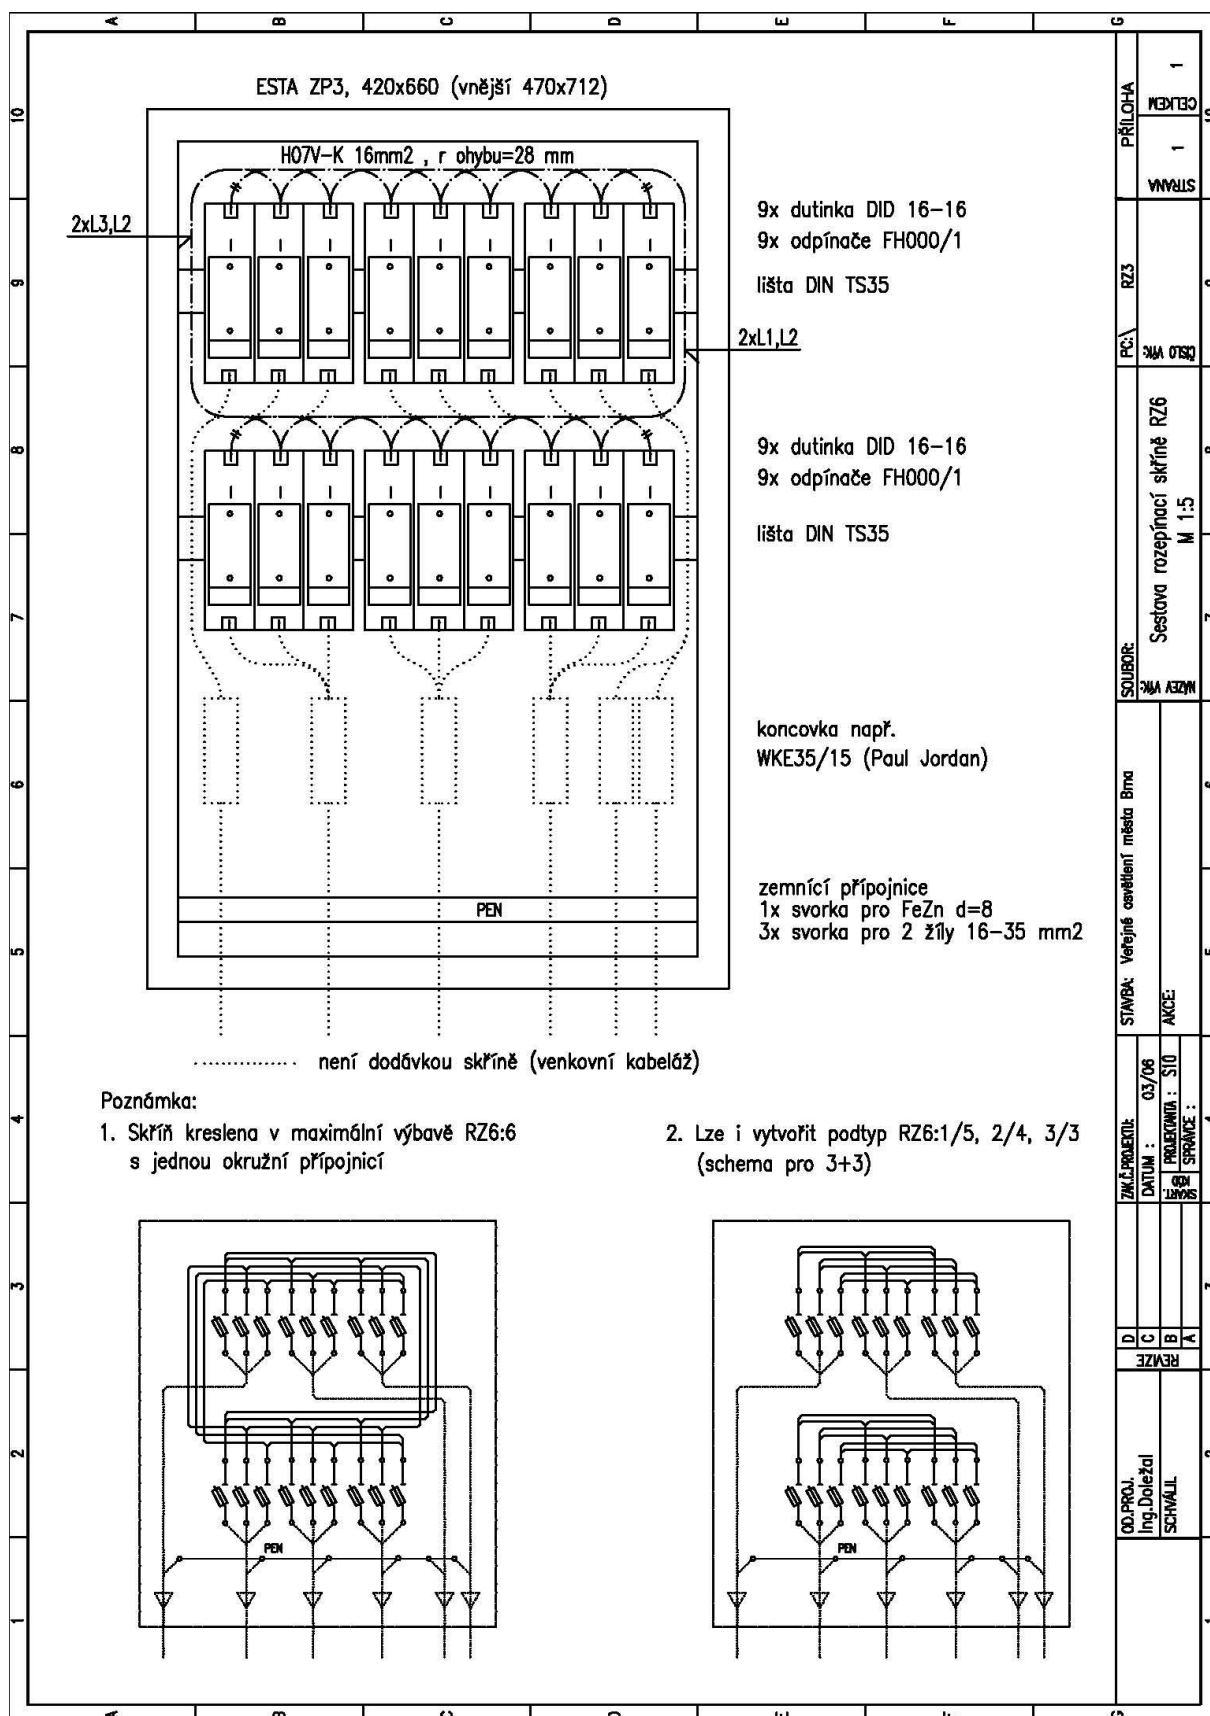 A B C D E F G
ESTA ZP3, 420x660 (vnější 470x712)
H07V-K 16mm2 , r ohybu=28 mm
2xL3,L2
9x dutinka DID 16-16
9x odpínače FH000/1
lišta DIN TS35
2xL1,L2
9x dutinka DID 16-16
9x odpínače FH000/1
lišta DIN TS35
koncovka např.
WKE35/15 (Paul Jordan)
zemnící přípojnice
1x svorka pro FeZn d=8
3x svorka pro 2 žíly 16-35 mm2
PEN
není dodávkou skříně (venkovní kabeláž)
Poznámka:
1. Skříň kreslena v maximální výbavě RZ6:6
s jednou okružní přípojnicí
2. Lze i vytvořit podtyp RZ6:1/5, 2/4, 3/3
(schema pro 3+3)
PEN
PEN
10
9
8
7
6
5
4
3
2
1
PŘÍLOHA
STRANA 1
CELKEM 1
PC:\ RZ3
ČÍSLO VÝK:
SOUBOR:
NÁZEV VÝK:
Sestava rozepínací skříně RZ6
M 1:5
STAVBA: Veřejné osvětlení města Brna
AKCE:
ZAK.Č.PROJEKTU:
DATUM : 03/06
SKART. KÓD
PROJEKTANTA : S10
SPRÁVCE :
REVIZE
D
C
B
A
OD.PROJ.
Ing.Doležal
SCHVÁLIL